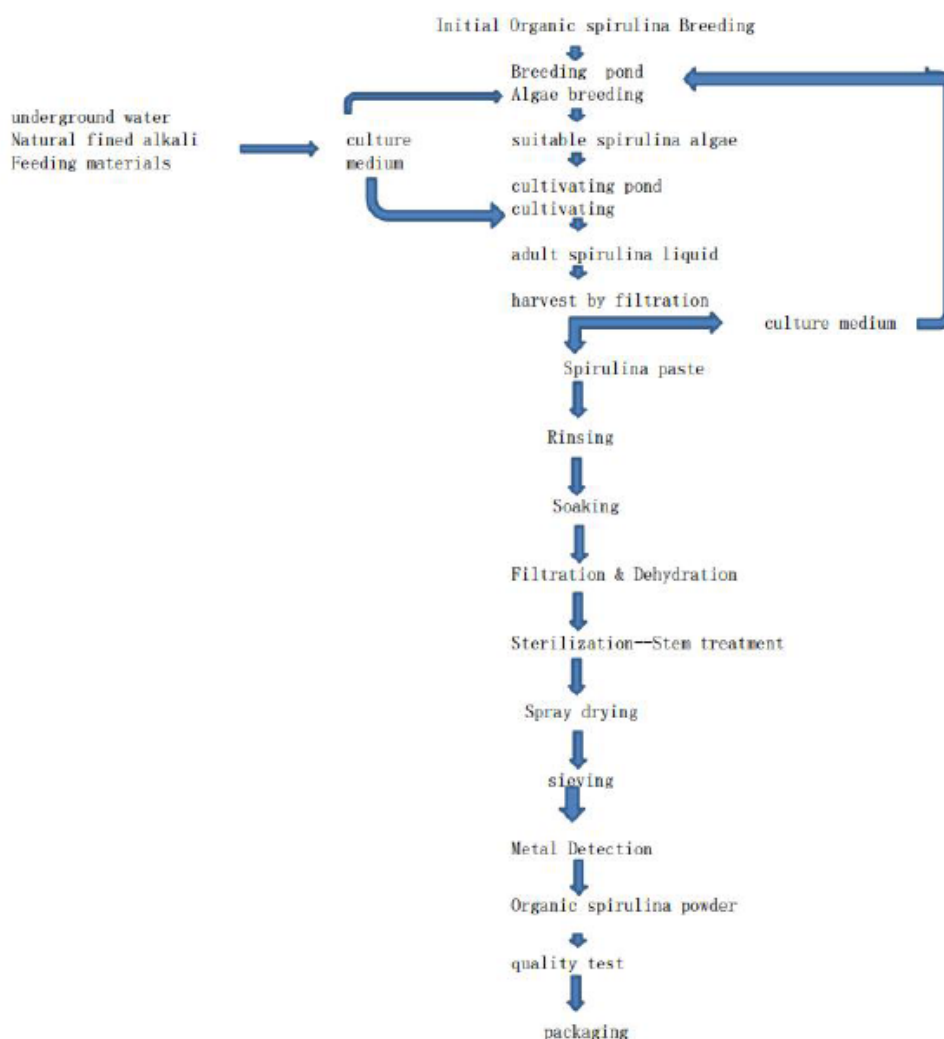 Initial Organic spirulina Breeding
Breeding pond
Algae breeding
underground water
Natural fined alkali
Feeding materials
culture
medium
suitable spirulina algae
cultivating pond
cultivating
adult spirulina liquid
harvest by filtration
culture medium
Spirulina paste
Rinsing
Soaking
Filtration & Dehydration
Sterilization--Stem treatment
Spray drying
sieving
Metal Detection
Organic spirulina powder
quality test
packaging